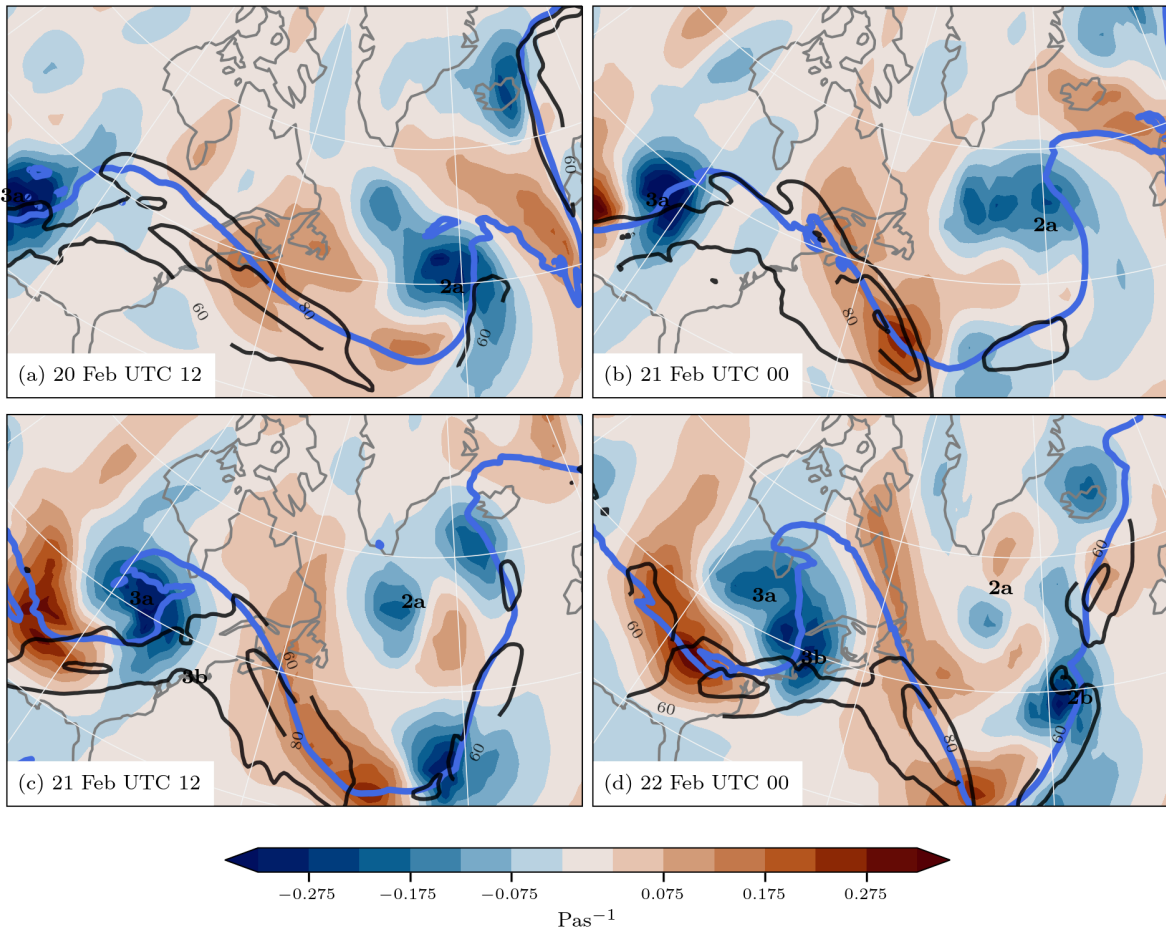 3a
2a
60
80
60
60
(a) 20 Feb UTC 12
3a
2a
80
(b) 21 Feb UTC 00
3a
2a
3b
60
80
60
(c) 21 Feb UTC 12
3a
2a
3b
2b
60
60
60
80
60
(d) 22 Feb UTC 00
−0.275 −0.175 −0.075 0.075 0.175 0.275
Pas⁻¹